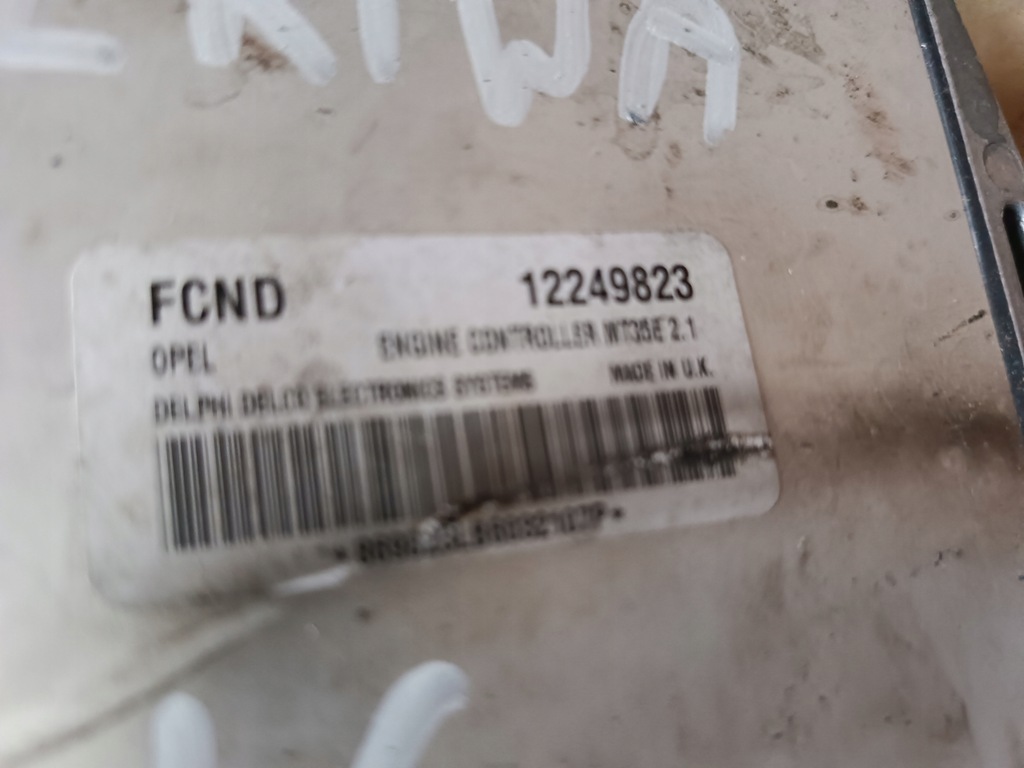 FCND 12249823
OPEL ENGINE CONTROLLER WT35E 2.1
DELPHI DELCO ELECTRONICS SYSTEMS MADE IN U.K.